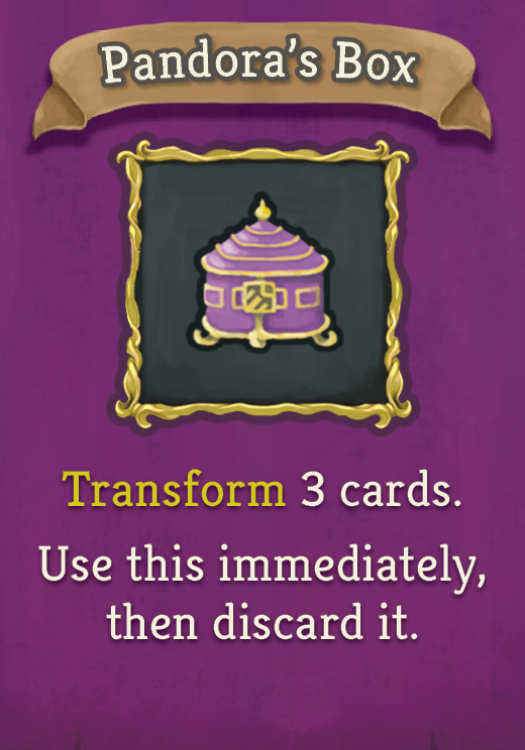 Pandora's Box
Transform 3 cards.
Use this immediately,
then discard it.